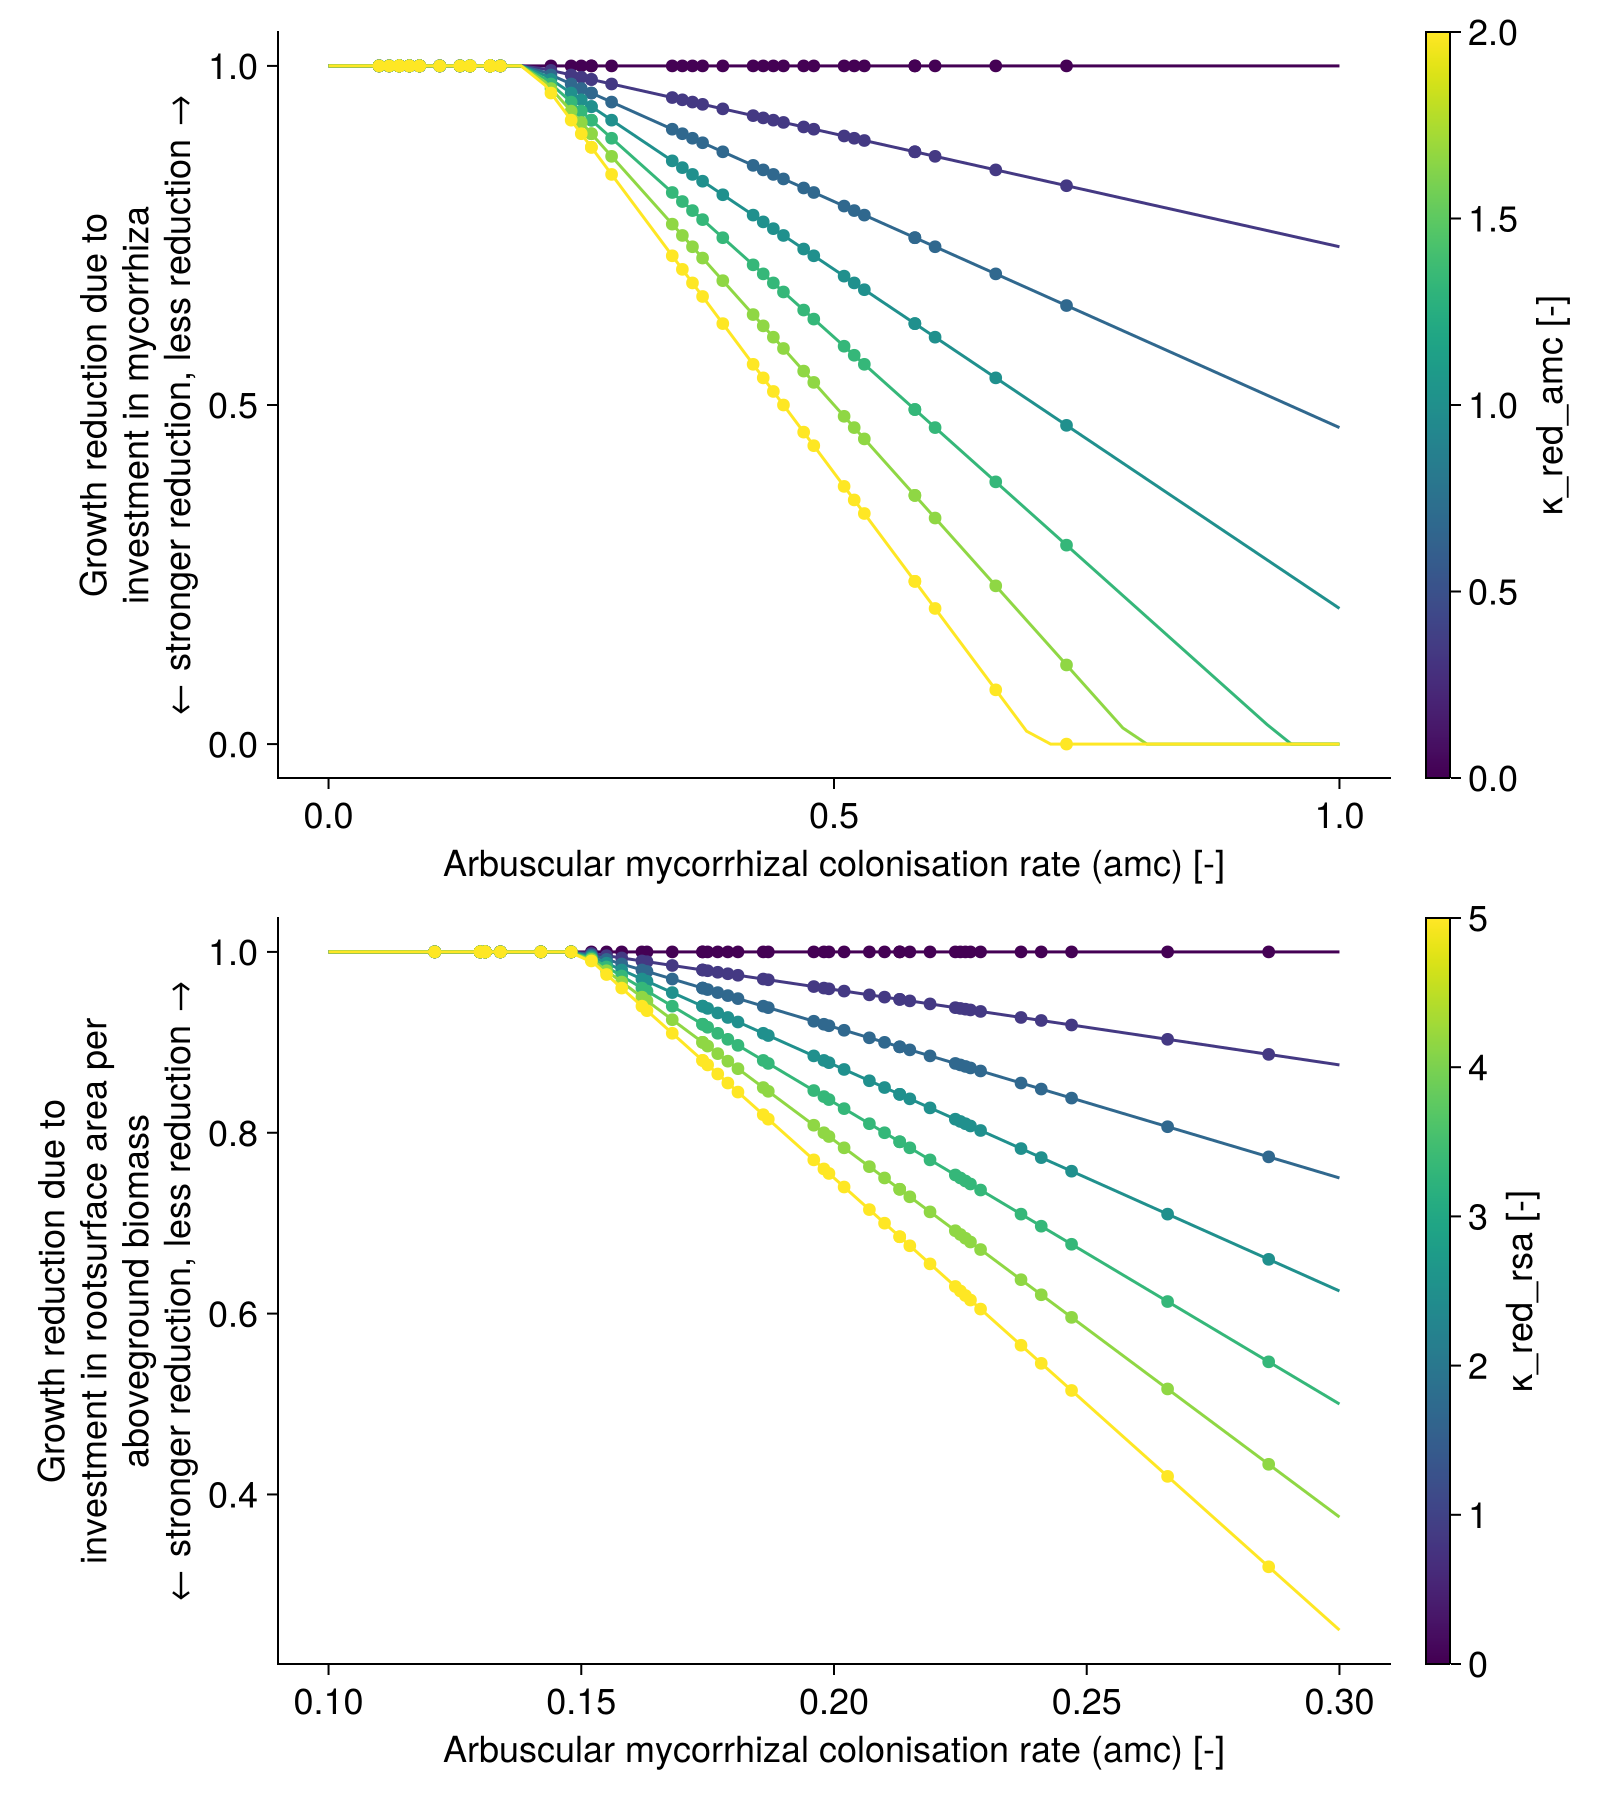 Growth reduction due to
investment in mycorrhiza
← stronger reduction, less reduction →
1.0
0.5
0.0
0.0
0.5
1.0
Arbuscular mycorrhizal colonisation rate (amc) [-]
2.0
1.5
1.0
0.5
0.0
κ_red_amc [-]
Growth reduction due to
investment in rootsurface area per
aboveground biomass
← stronger reduction, less reduction →
1.0
0.8
0.6
0.4
0.10
0.15
0.20
0.25
0.30
Arbuscular mycorrhizal colonisation rate (amc) [-]
5
4
3
2
1
0
κ_red_rsa [-]